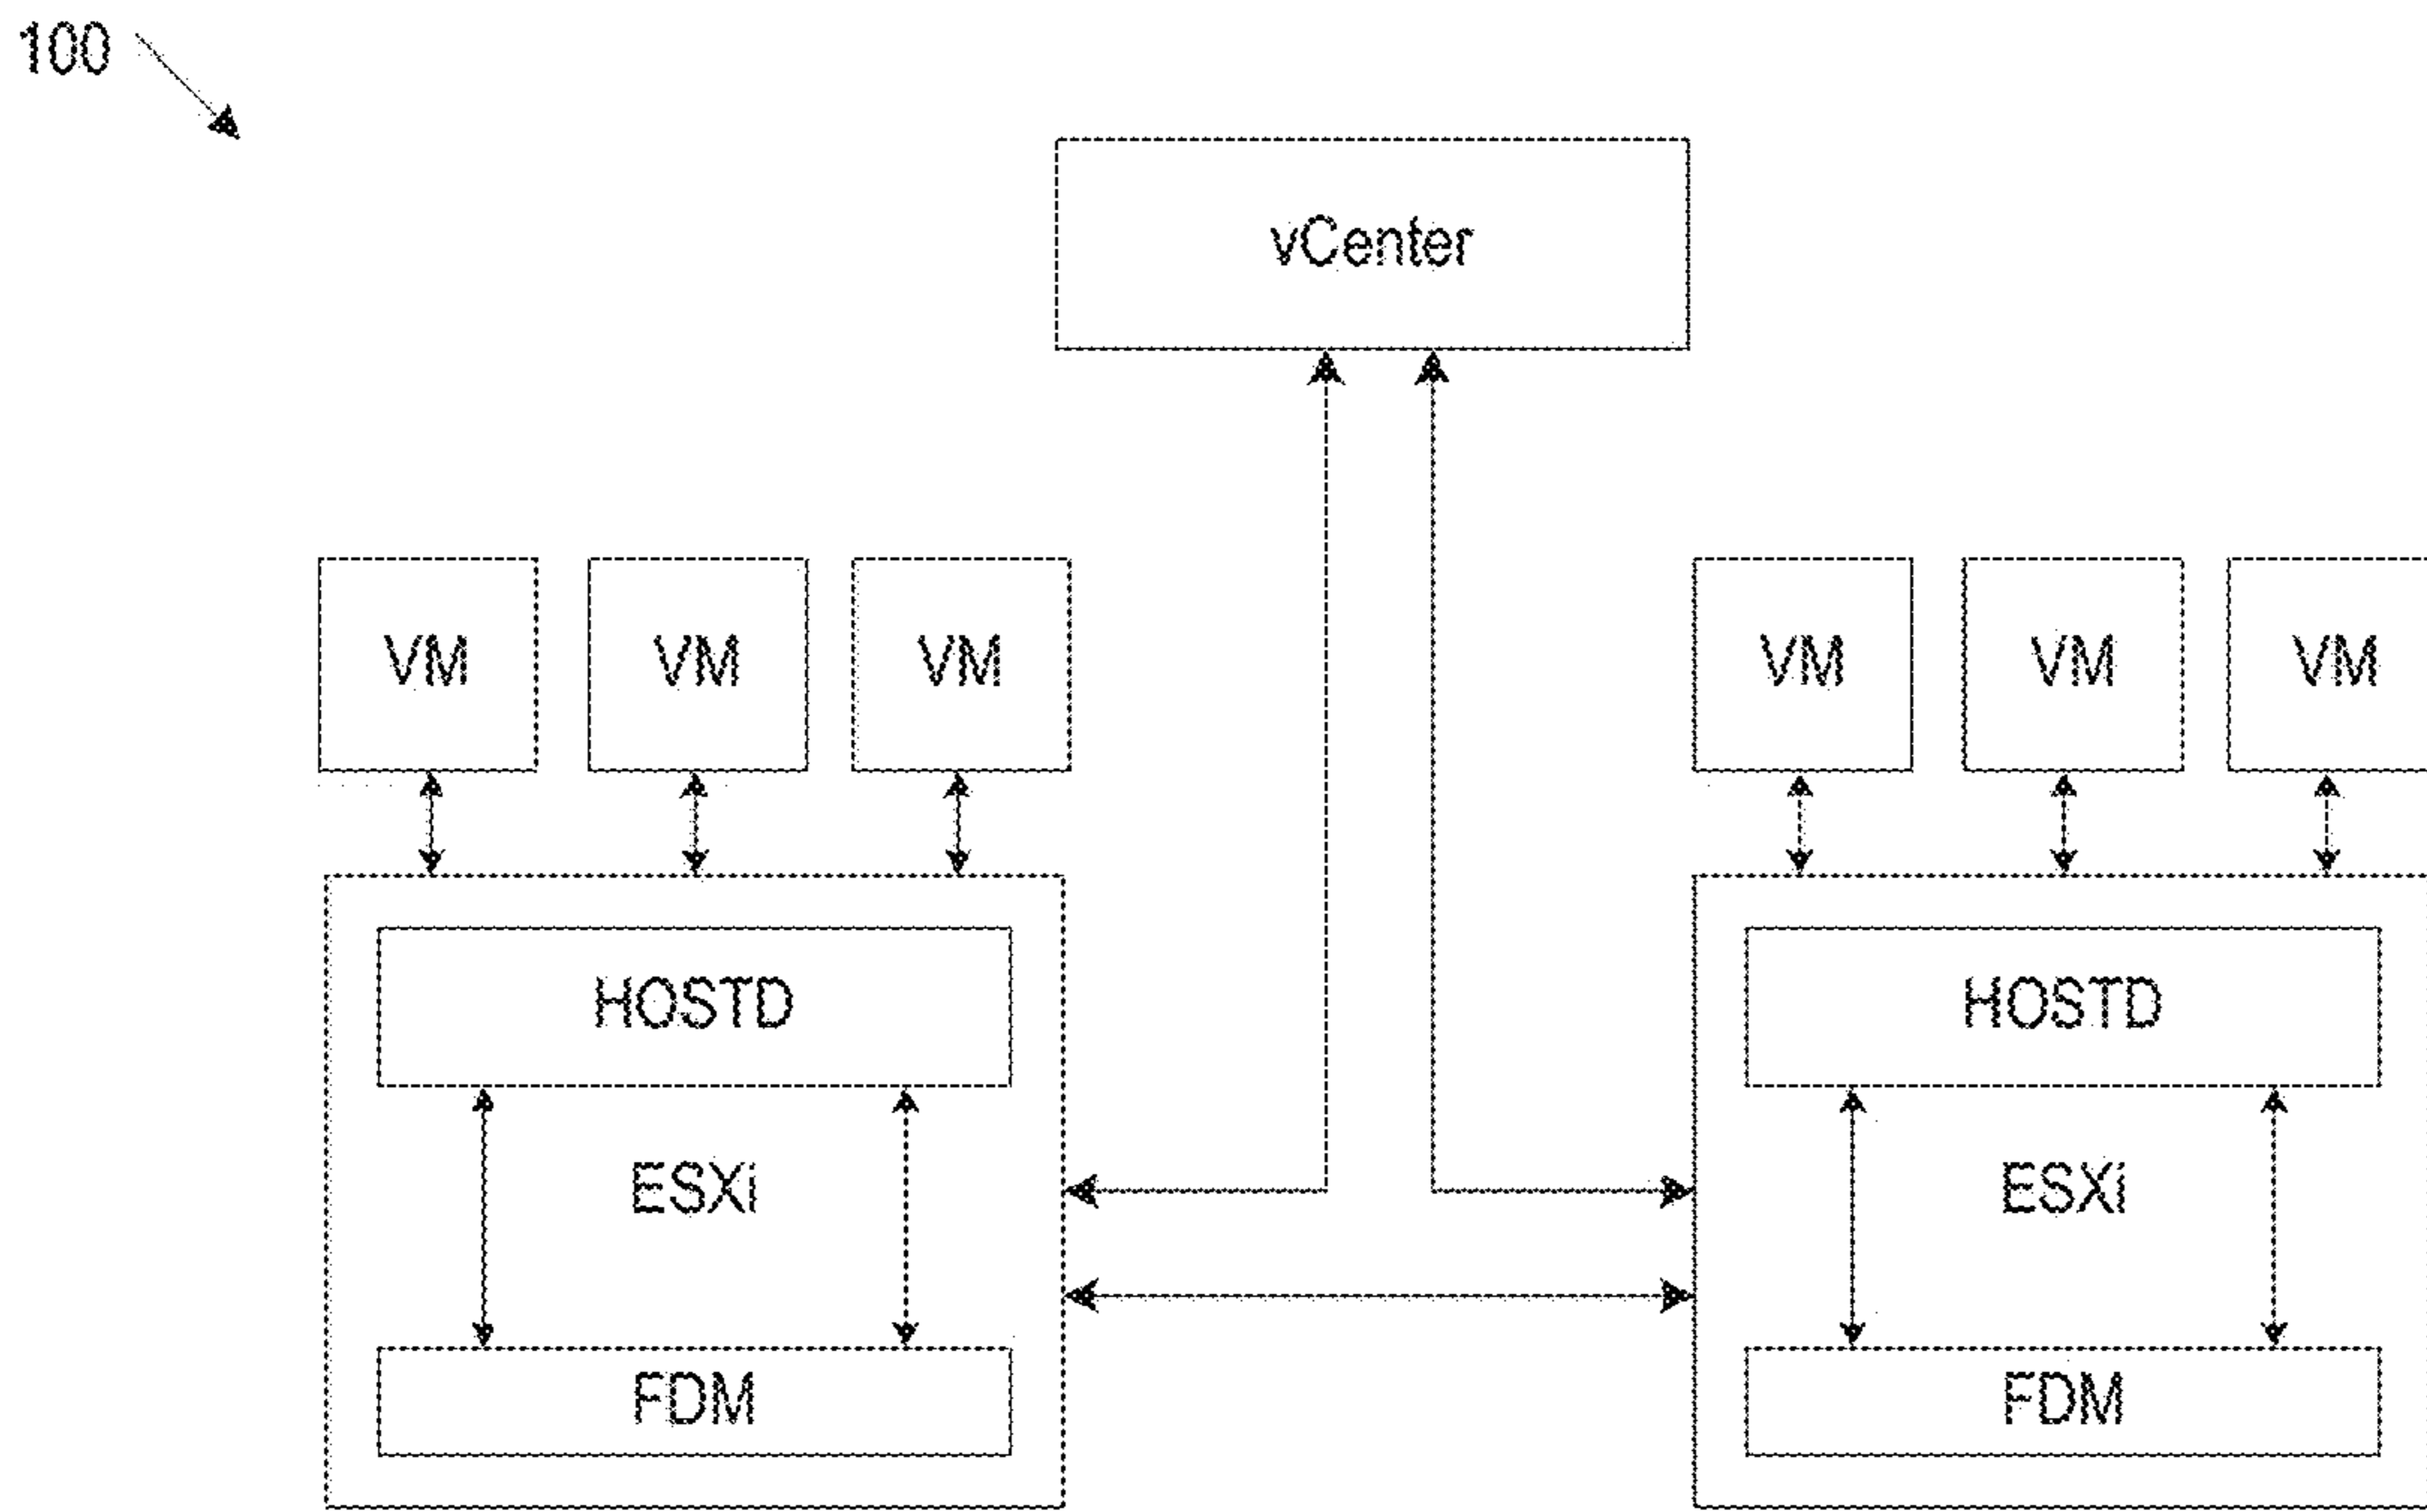 100
vCenter
VM VM VM VM VM VM
HOSTD HOSTD
ESXi ESXi
FDM FDM